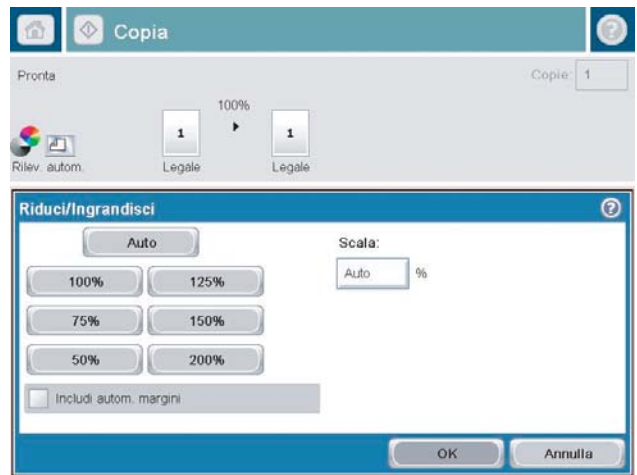 Copia
Pronta
Copie: 1
100%
1 1
Rilev. autom. Legale Legale
Riduci/Ingrandisci
Auto
Scala:
100% 125%
Auto %
75% 150%
50% 200%
Includi autom. margini
OK Annulla